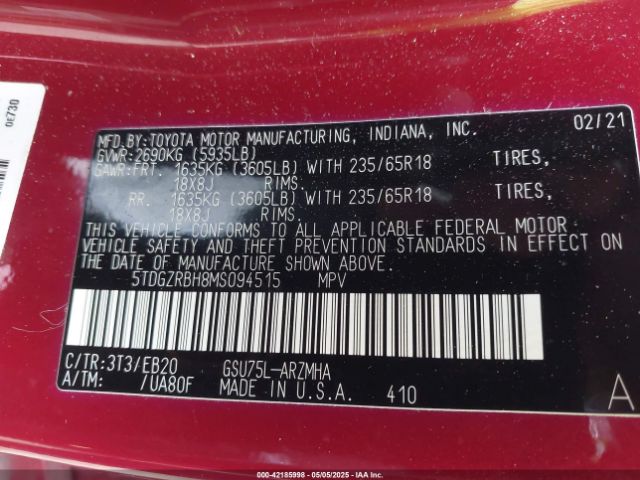 0E730
MFD.BY:TOYOTA MOTOR MANUFACTURING, INDIANA, INC. 02/21
GVWR:2690KG (5935LB)
GAWR:FRT. 1635KG (3605LB) WITH 235/65R18 TIRES,
18X8J RIMS.
RR. 1635KG (3605LB) WITH 235/65R18 TIRES,
18X8J RIMS.
THIS VEHICLE CONFORMS TO ALL APPLICABLE FEDERAL MOTOR
VEHICLE SAFETY AND THEFT PREVENTION STANDARDS IN EFFECT ON
THE DATE OF MANUFACTURE SHOWN ABOVE.
5TDGZRBH8MS094515 MPV
C/TR:3T3/EB20 GSU75L-ARZMHA
A/TM: /UA80F MADE IN U.S.A. 410 A
000-42185998 - 05/05/2025 - IAAI.COM